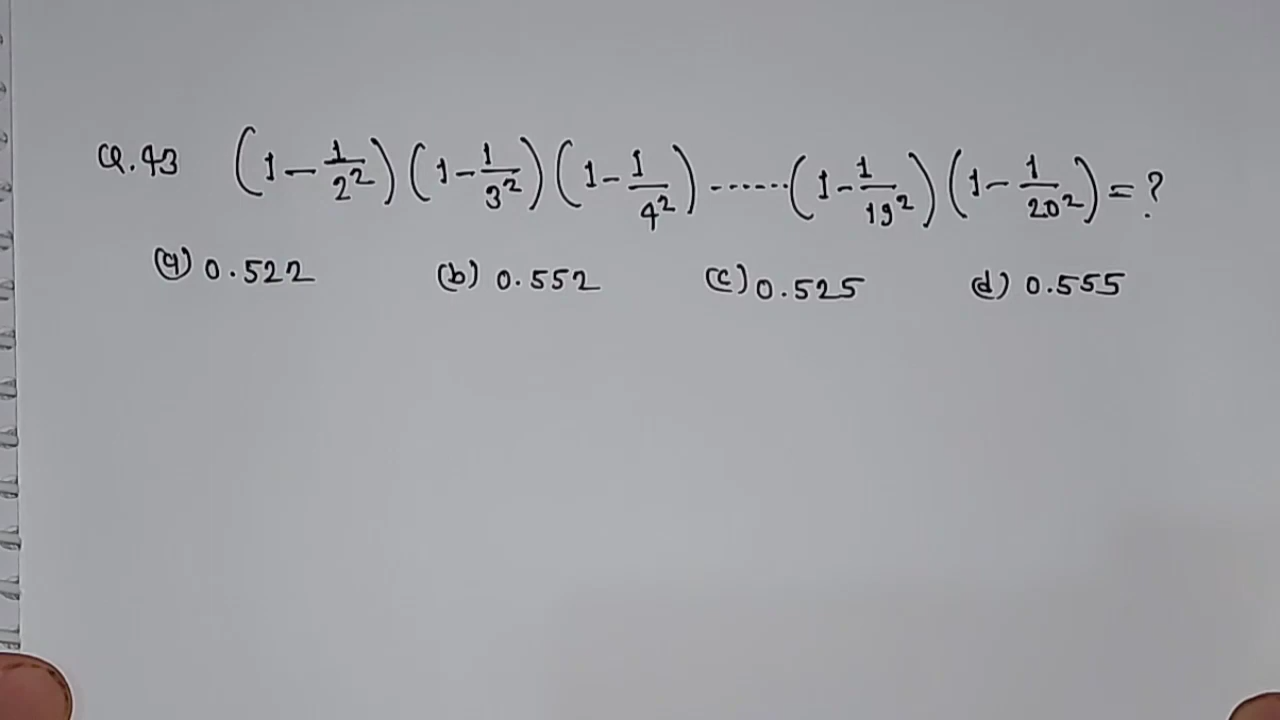 Q.43 (1-1/2²)(1-1/3²)(1-1/4²)......(1-1/19²)(1-1/20²)=?
(a) 0.522 (b) 0.552 (c) 0.525 (d) 0.555